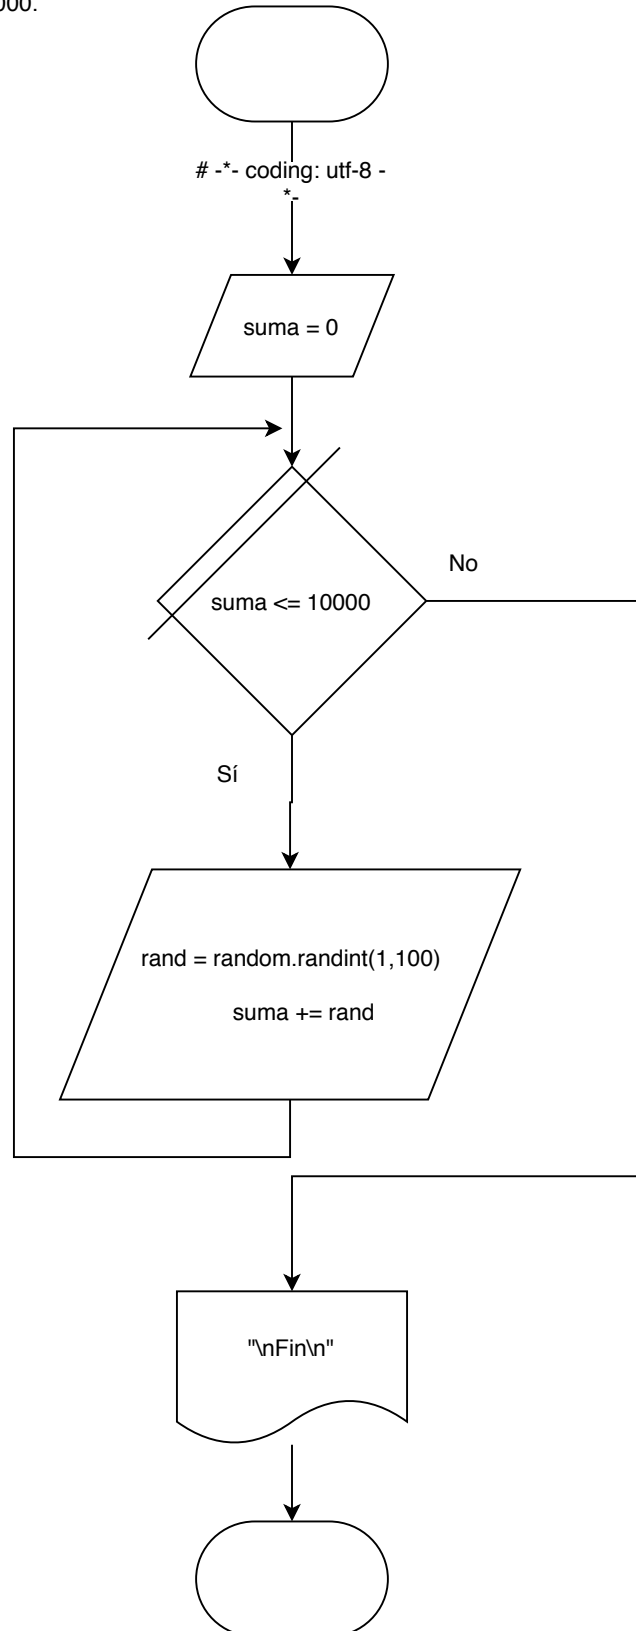 000.
# -*- coding: utf-8 -
*-
suma = 0
No
suma <= 10000
Sí
rand = random.randint(1,100)
suma += rand
"\nFin\n"